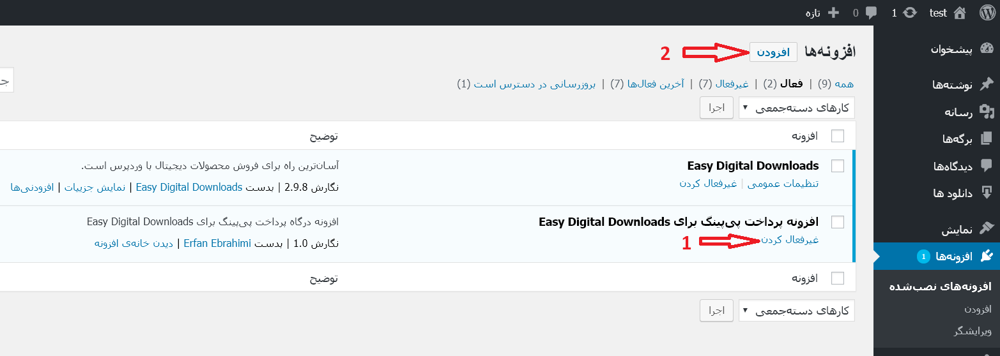 test
1
0
تازه
پیشخوان
نوشته‌ها
رسانه
برگه‌ها
دیدگاه‌ها
دانلود ها
نمایش
افزونه‌ها 1
افزونه‌های نصب‌شده
افزودن
ویرایشگر
افزونه‌ها افزودن 2
همه (9) | فعال (2) | غیرفعال (7) | آخرین فعال‌ها (7) | بروزرسانی در دسترس است (1)
کارهای دسته‌جمعی اجرا
افزونه توضیح
Easy Digital Downloads
تنظیمات عمومی | غیرفعال کردن
آسان‌ترین راه برای فروش محصولات دیجیتال با وردپرس است.
نگارش 2.9.8 | بدست Easy Digital Downloads | نمایش جزییات | افزودنی‌ها
افزونه پرداخت پی‌پینگ برای Easy Digital Downloads
غیرفعال کردن 1
افزونه درگاه پرداخت پی‌پینگ برای Easy Digital Downloads
نگارش 1.0 | بدست Erfan Ebrahimi | دیدن خانه‌ی افزونه
افزونه توضیح
کارهای دسته‌جمعی اجرا